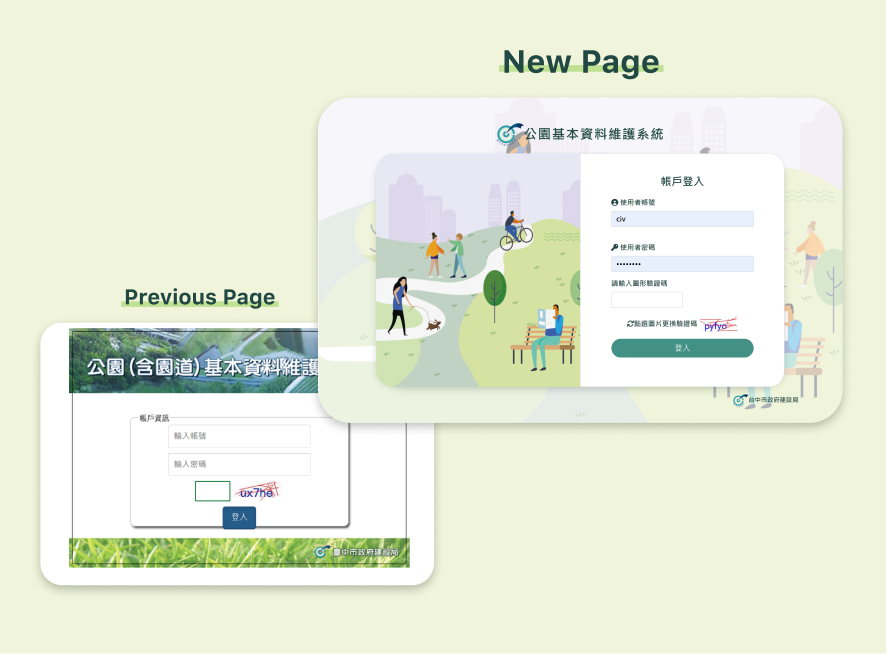 New Page
公園基本資料維護系統
帳戶登入
使用者帳號
civ
使用者密碼
••••••••
請輸入圖形驗證碼
點選圖片更換驗證碼 pyfyo
登入
臺中市政府建設局
Previous Page
公園(含園道)基本資料維護
帳戶資訊
輸入帳號
輸入密碼
ux7he
登入
臺中市政府建設局